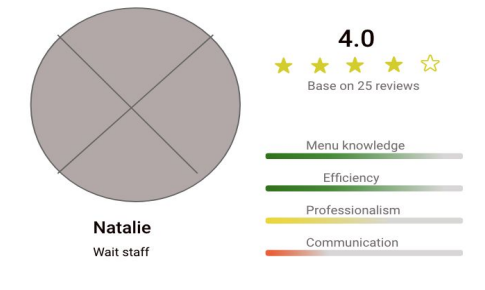 4.0
Base on 25 reviews
Menu knowledge
Efficiency
Professionalism
Communication
Natalie
Wait staff